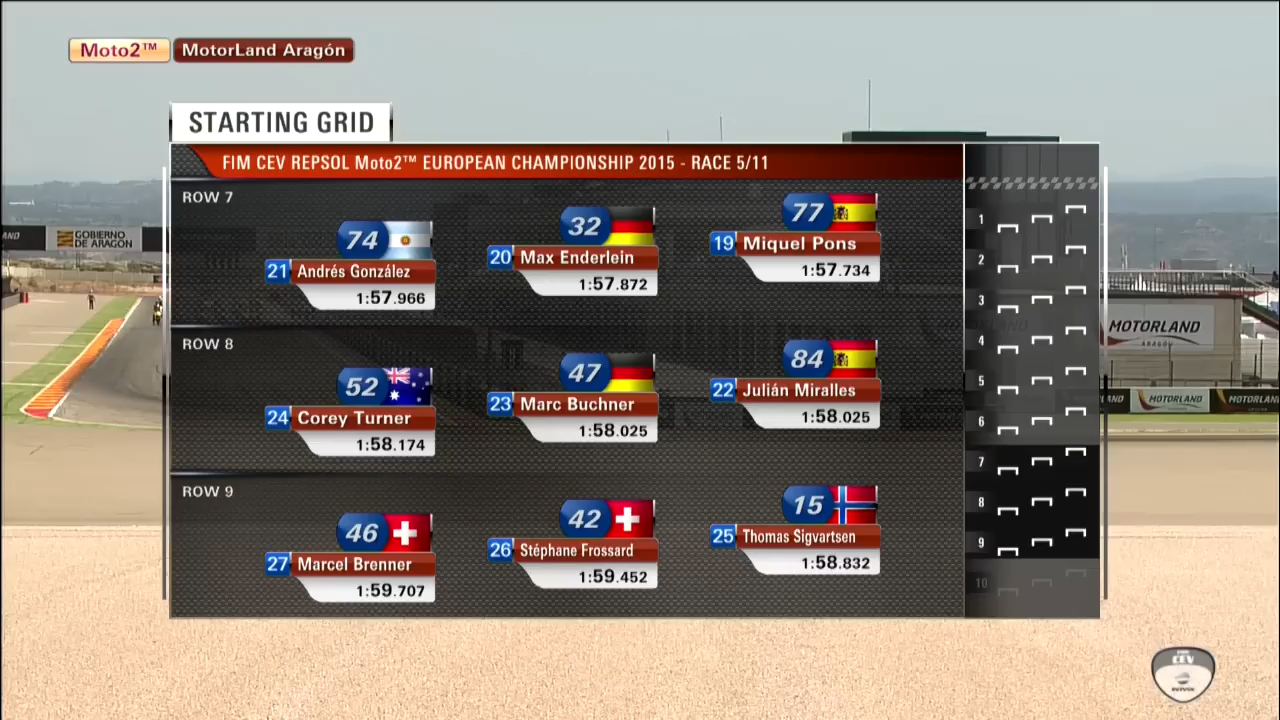 Moto2™ MotorLand Aragón
STARTING GRID
FIM CEV REPSOL Moto2™ EUROPEAN CHAMPIONSHIP 2015 - RACE 5/11
ROW 7
74
21 Andrés González
1:57.966
32
20 Max Enderlein
1:57.872
77
19 Miquel Pons
1:57.734
ROW 8
52
24 Corey Turner
1:58.174
47
23 Marc Buchner
1:58.025
84
22 Julián Miralles
1:58.025
ROW 9
46
27 Marcel Brenner
1:59.707
42
26 Stéphane Frossard
1:59.452
15
25 Thomas Sigvartsen
1:58.832
1
2
3
4
5
6
7
8
9
10
GOBIERNO
DE ARAGÓN
MOTORLAND
ARAGÓN
MOTORLAND
MOTORLAN
CEV
REPSOL